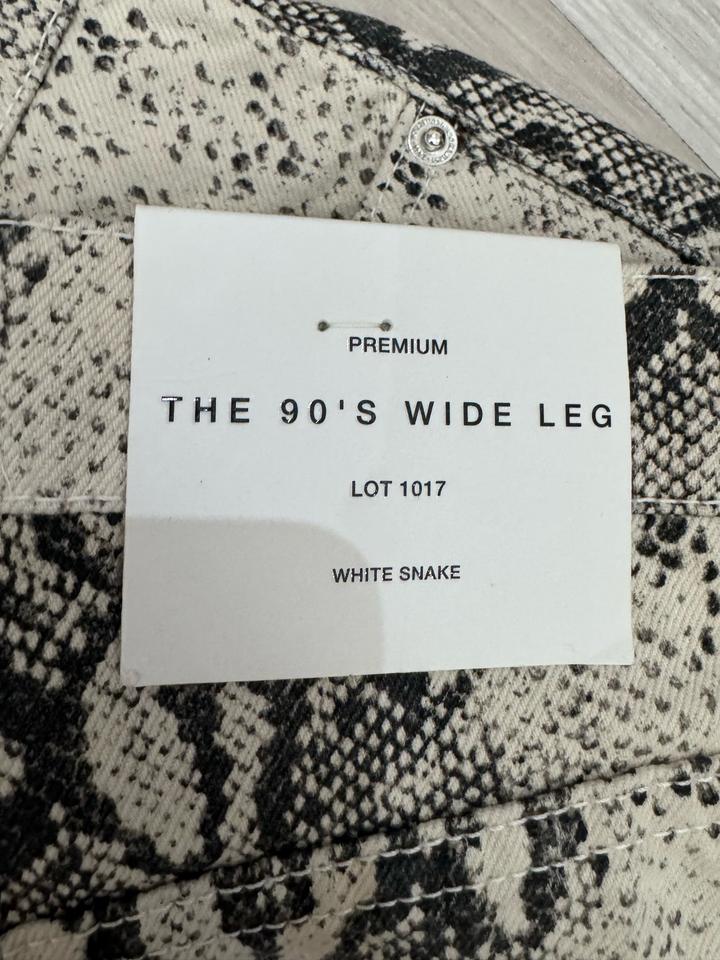 PREMIUM
THE 90'S WIDE LEG
LOT 1017
WHITE SNAKE